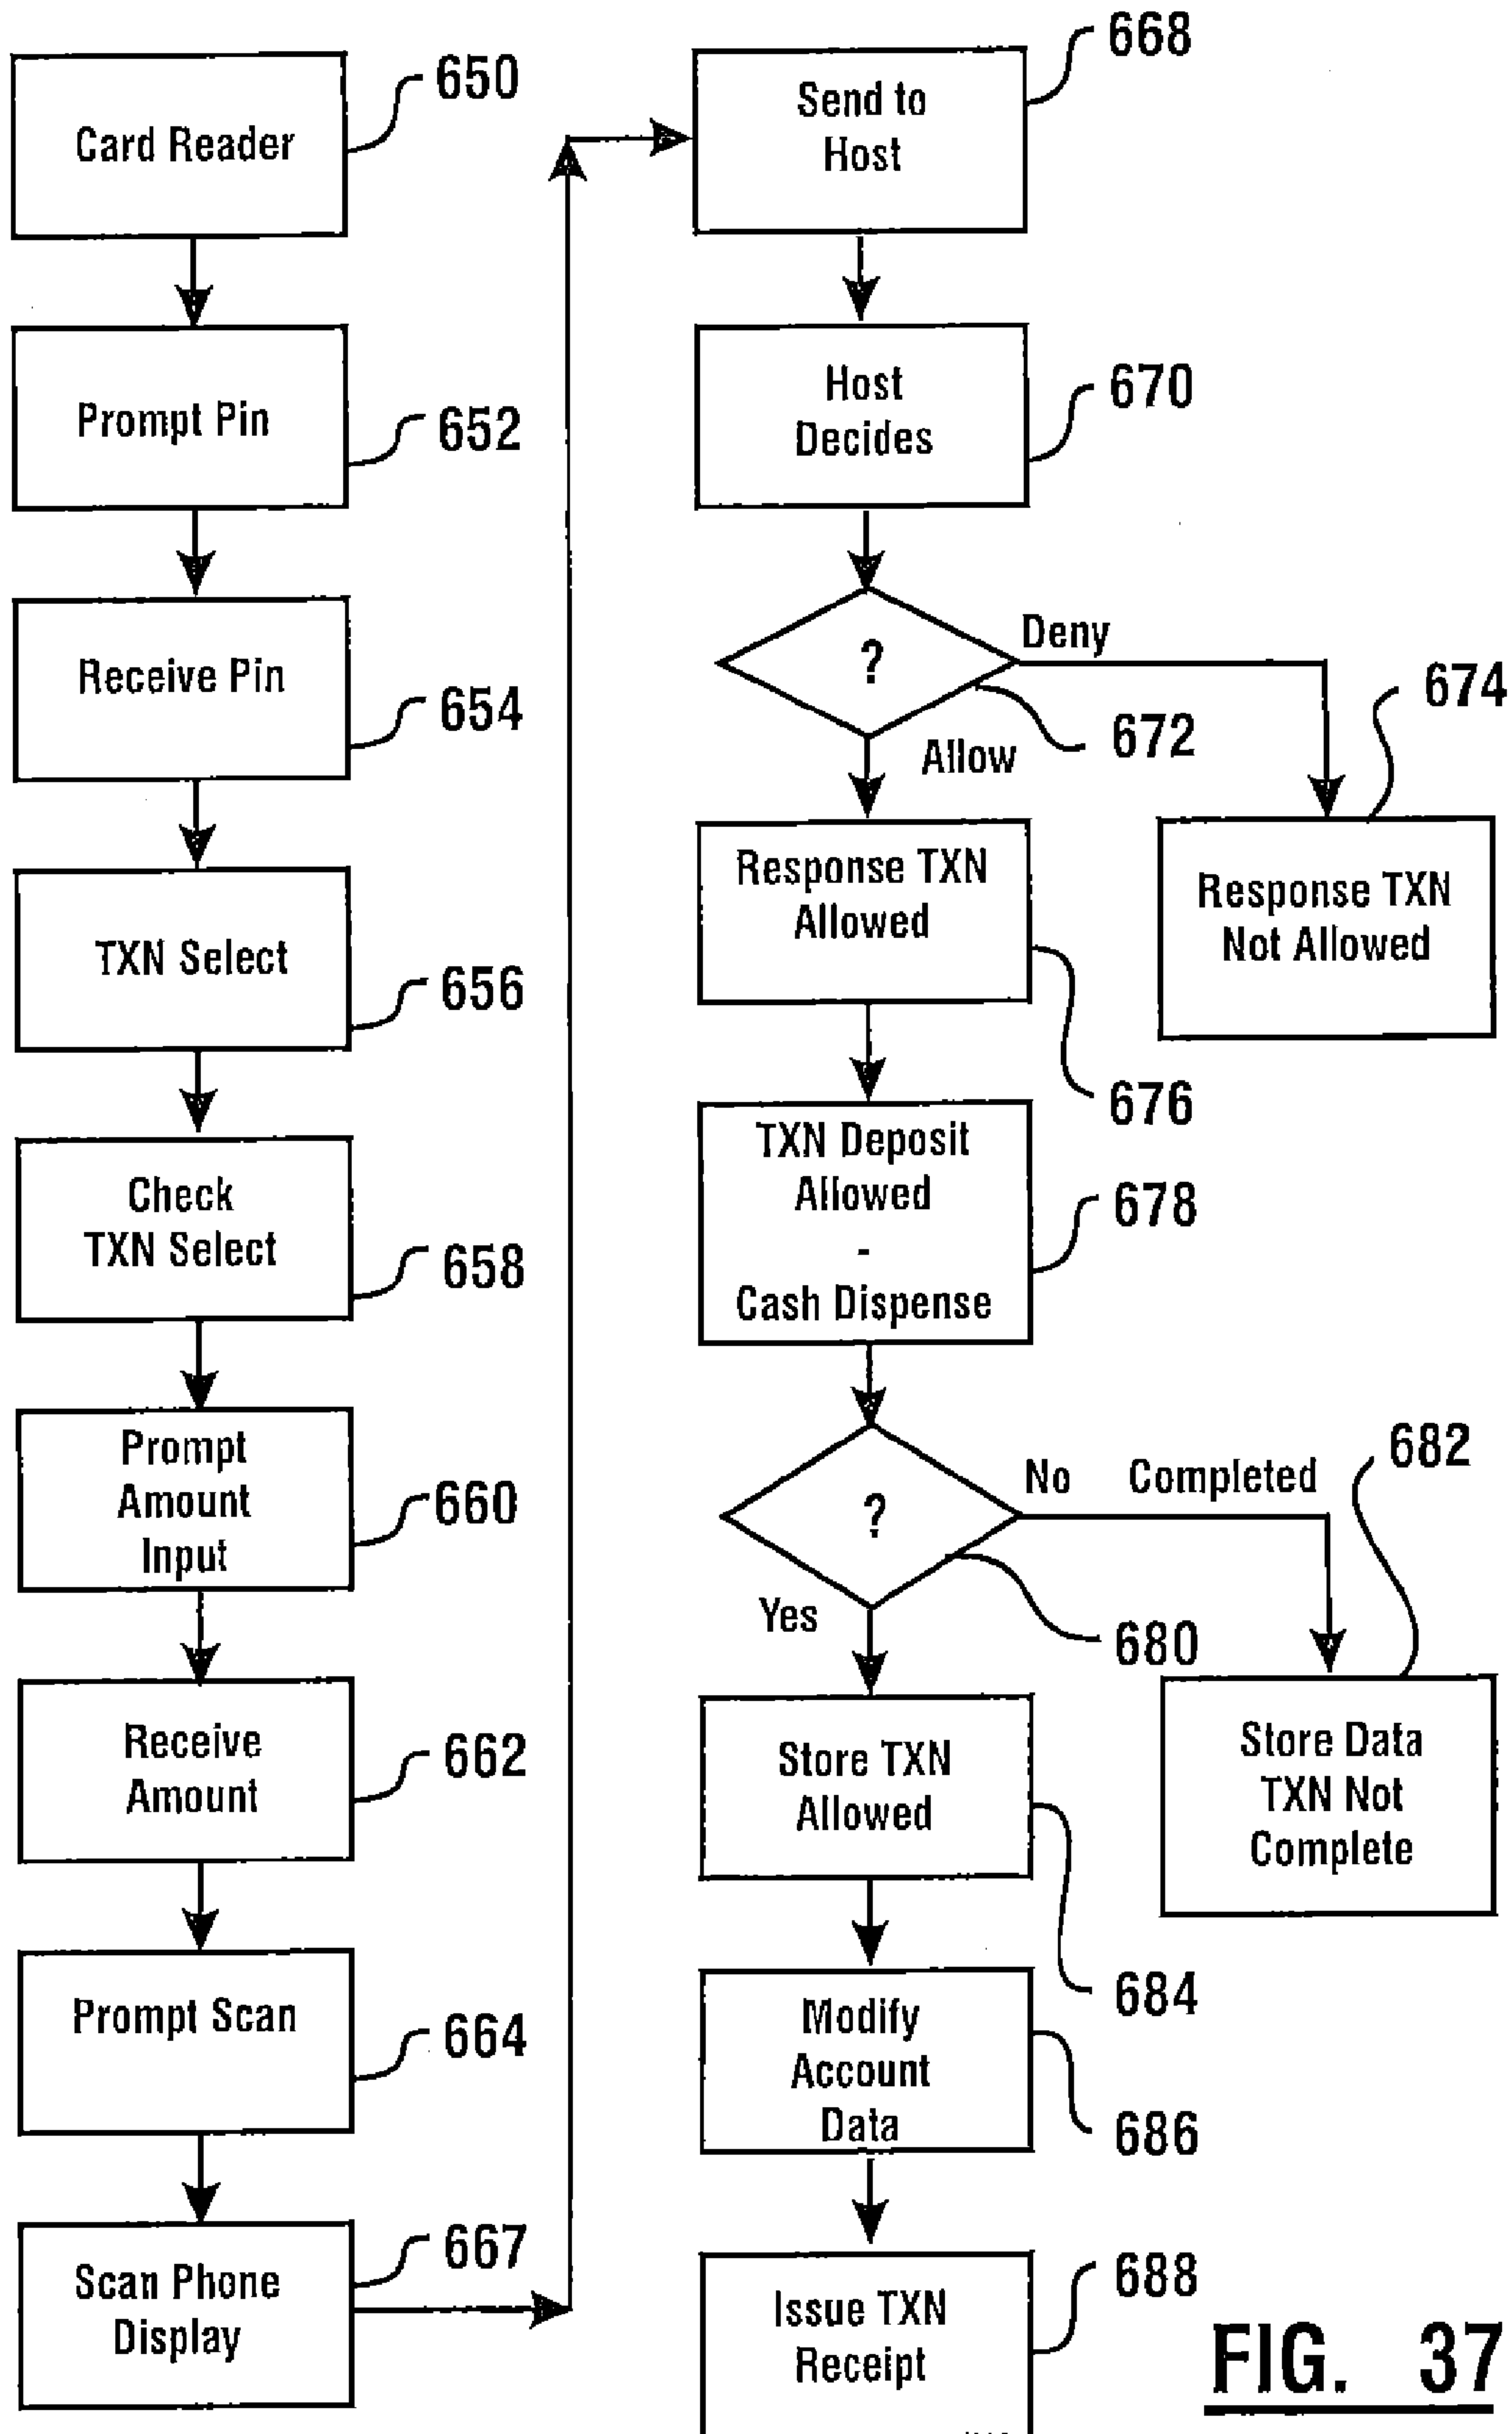 650
Card Reader
Prompt Pin
652
Receive Pin
654
TXN Select
656
Check
TXN Select
658
Prompt
Amount
Input
660
Receive
Amount
662
Prompt Scan
664
667
Scan Phone
Display
668
Send to
Host
Host
Decides
670
?
Deny
672
Allow
674
Response TXN
Not Allowed
Response TXN
Allowed
676
TXN Deposit
Allowed
-
Cash Dispense
678
?
No Completed
682
Yes
680
Store Data
TXN Not
Complete
Store TXN
Allowed
684
Modify
Account
Data
686
688
Issue TXN
Receipt
FIG. 37